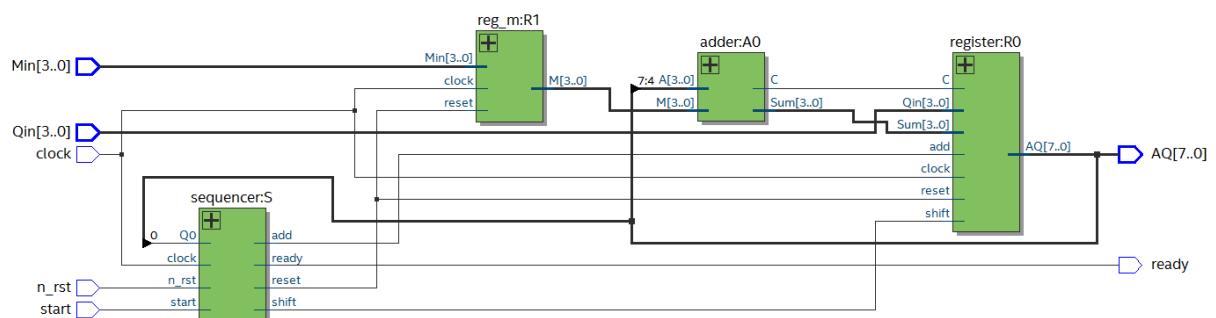 reg_m:R1
adder:A0
register:R0
Min[3..0]
Min[3..0]
clock
reset
M[3..0]
7:4
A[3..0]
M[3..0]
C
Sum[3..0]
C
Qin[3..0]
Sum[3..0]
add
clock
reset
shift
AQ[7..0]
AQ[7..0]
Qin[3..0]
clock
sequencer:S
0
Q0
clock
n_rst
start
add
ready
reset
shift
n_rst
start
ready